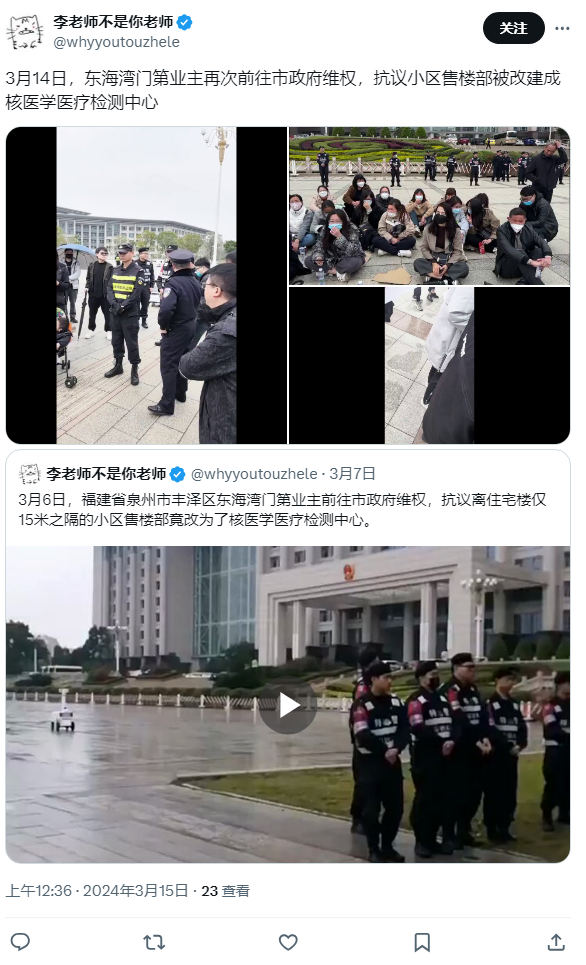 李老师不是你老师
@whyyoutouzhele
关注
3月14日，东海湾门第业主再次前往市政府维权，抗议小区售楼部被改建成
核医学医疗检测中心
李老师不是你老师 @whyyoutouzhele · 3月7日
3月6日，福建省泉州市丰泽区东海湾门第业主前往市政府维权，抗议离住宅楼仅
15米之隔的小区售楼部竟改为了核医学医疗检测中心。
上午12:36 · 2024年3月15日 · 23 查看